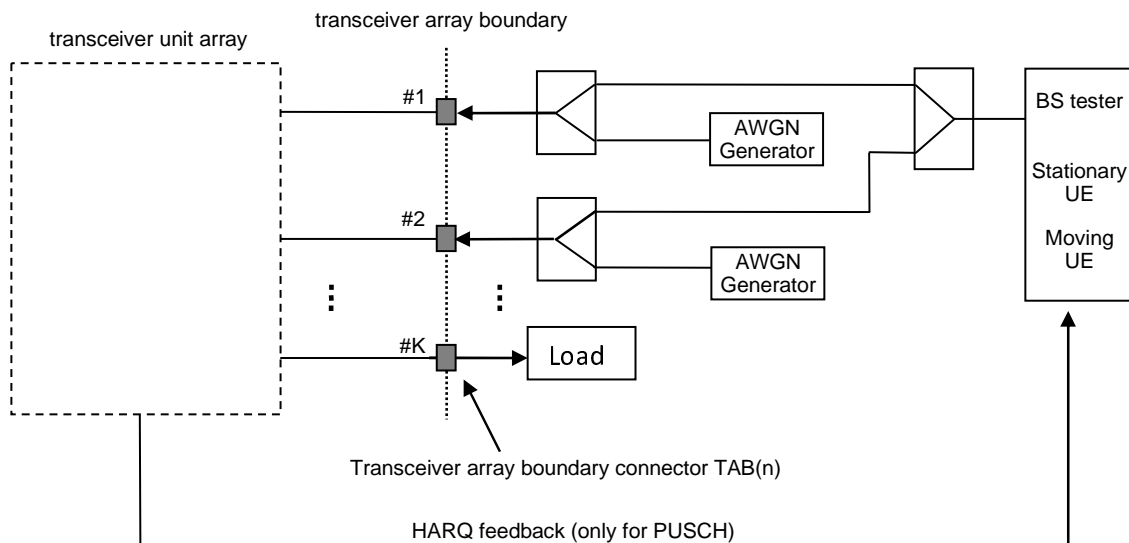 transceiver array boundary
transceiver unit array
#1
BS tester
AWGN
Generator
Stationary
UE
#2
Moving
UE
AWGN
Generator
#K
Load
Transceiver array boundary connector TAB(n)
HARQ feedback (only for PUSCH)